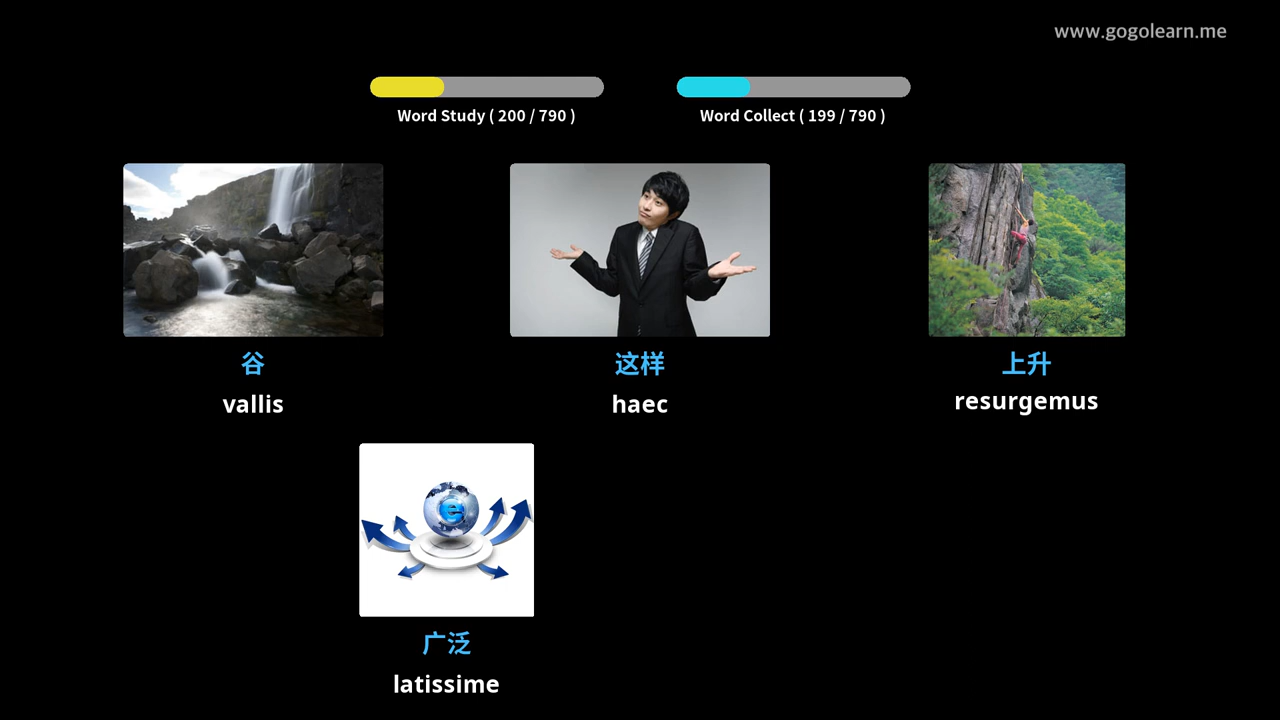 www.gogolearn.me
Word Study ( 200 / 790 )
Word Collect ( 199 / 790 )
谷
vallis
这样
haec
上升
resurgemus
e
广泛
latissime